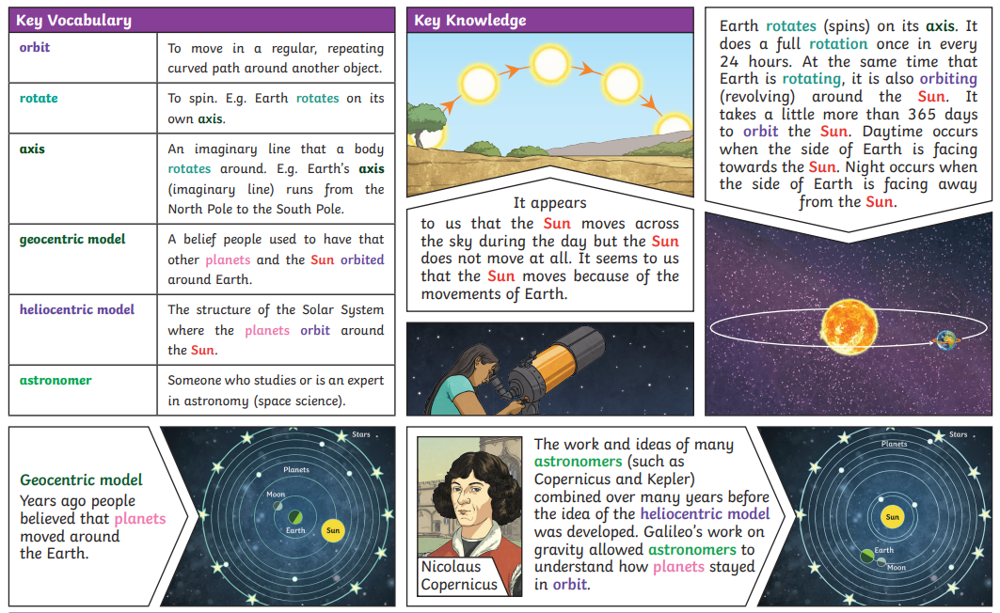 Key Vocabulary
orbit
To move in a regular, repeating
curved path around another object.
rotate
To spin. E.g. Earth rotates on its
own axis.
axis
An imaginary line that a body
rotates around. E.g. Earth's axis
(imaginary line) runs from the
North Pole to the South Pole.
geocentric model
A belief people used to have that
other planets and the Sun orbited
around Earth.
heliocentric model
The structure of the Solar System
where the planets orbit around
the Sun.
astronomer
Someone who studies or is an expert
in astronomy (space science).
Key Knowledge
It appears
to us that the Sun moves across
the sky during the day but the Sun
does not move at all. It seems to us
that the Sun moves because of the
movements of Earth.
Earth rotates (spins) on its axis. It
does a full rotation once in every
24 hours. At the same time that
Earth is rotating, it is also orbiting
(revolving) around the Sun. It
takes a little more than 365 days
to orbit the Sun. Daytime occurs
when the side of Earth is facing
towards the Sun. Night occurs when
the side of Earth is facing away
from the Sun.
Geocentric model
Years ago people
believed that planets
moved around
the Earth.
Stars
Planets
Moon
Earth
Sun
Nicolaus
Copernicus
The work and ideas of many
astronomers (such as
Copernicus and Kepler)
combined over many years before
the idea of the heliocentric model
was developed. Galileo's work on
gravity allowed astronomers to
understand how planets stayed
in orbit.
Stars
Planets
Sun
Earth
Moon